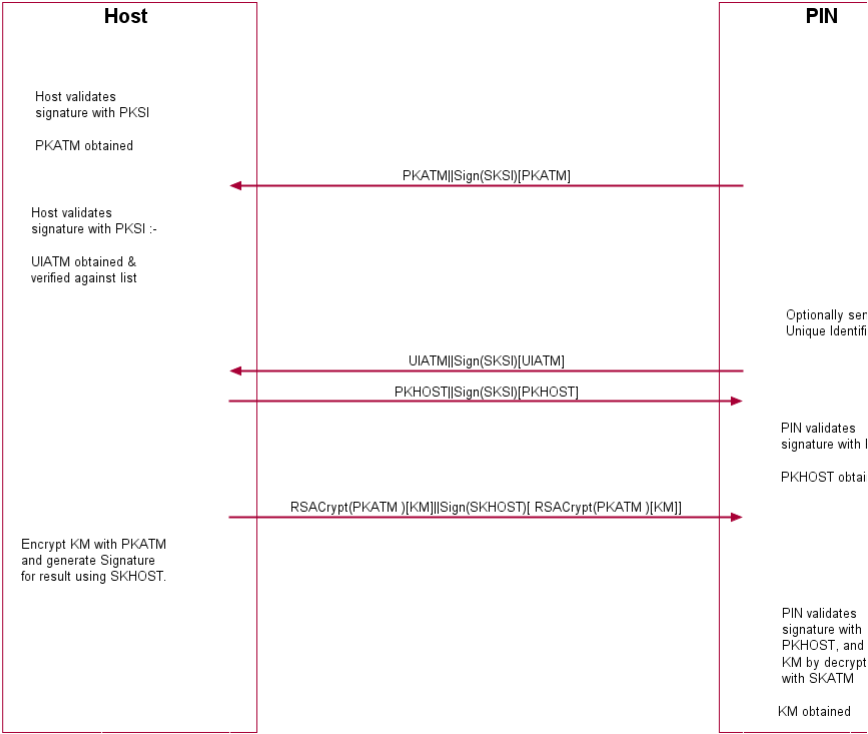 Host
PIN
Host validates
signature with PKSI
PKATM obtained
PKATM||Sign(SKSI)[PKATM]
Host validates
signature with PKSI :-
UIATM obtained &
verified against list
Optionally
Unique
UIATM||Sign(SKSI)[UIATM]
PKHOST||Sign(SKSI)[PKHOST]
PIN validates
signature with
PKHOST
RSACrypt(PKATM )[KM]||Sign(SKHOST)[ RSACrypt(PKATM )[KM]]
Encrypt KM with PKATM
and generate Signature
for result using SKHOST.
PIN validates
signature with
PKHOST, and
KM by decrypt
with SKATM
KM obtained